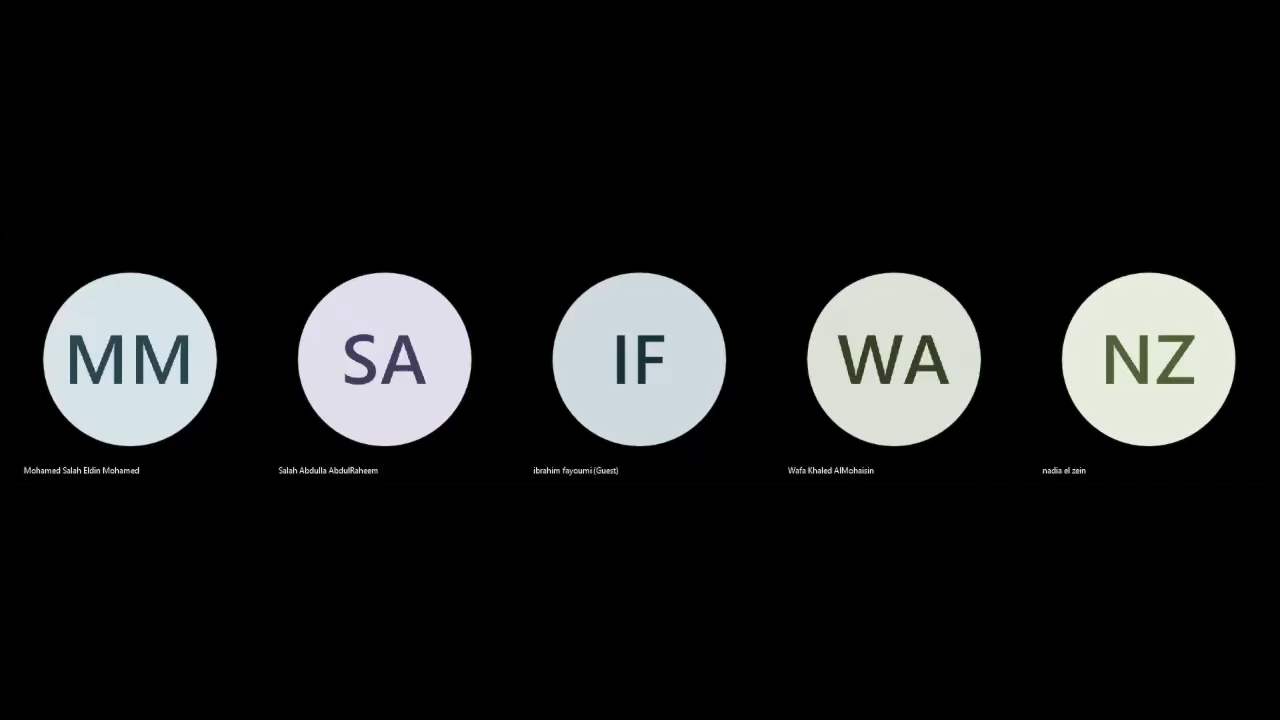 MM
SA
IF
WA
NZ
Mohamed Salah Eldin Mohamed
Salah Abdulla AbdulRaheem
ibrahim fayoumi (Guest)
Wafa Khaled AlMohaisin
nadia el zein